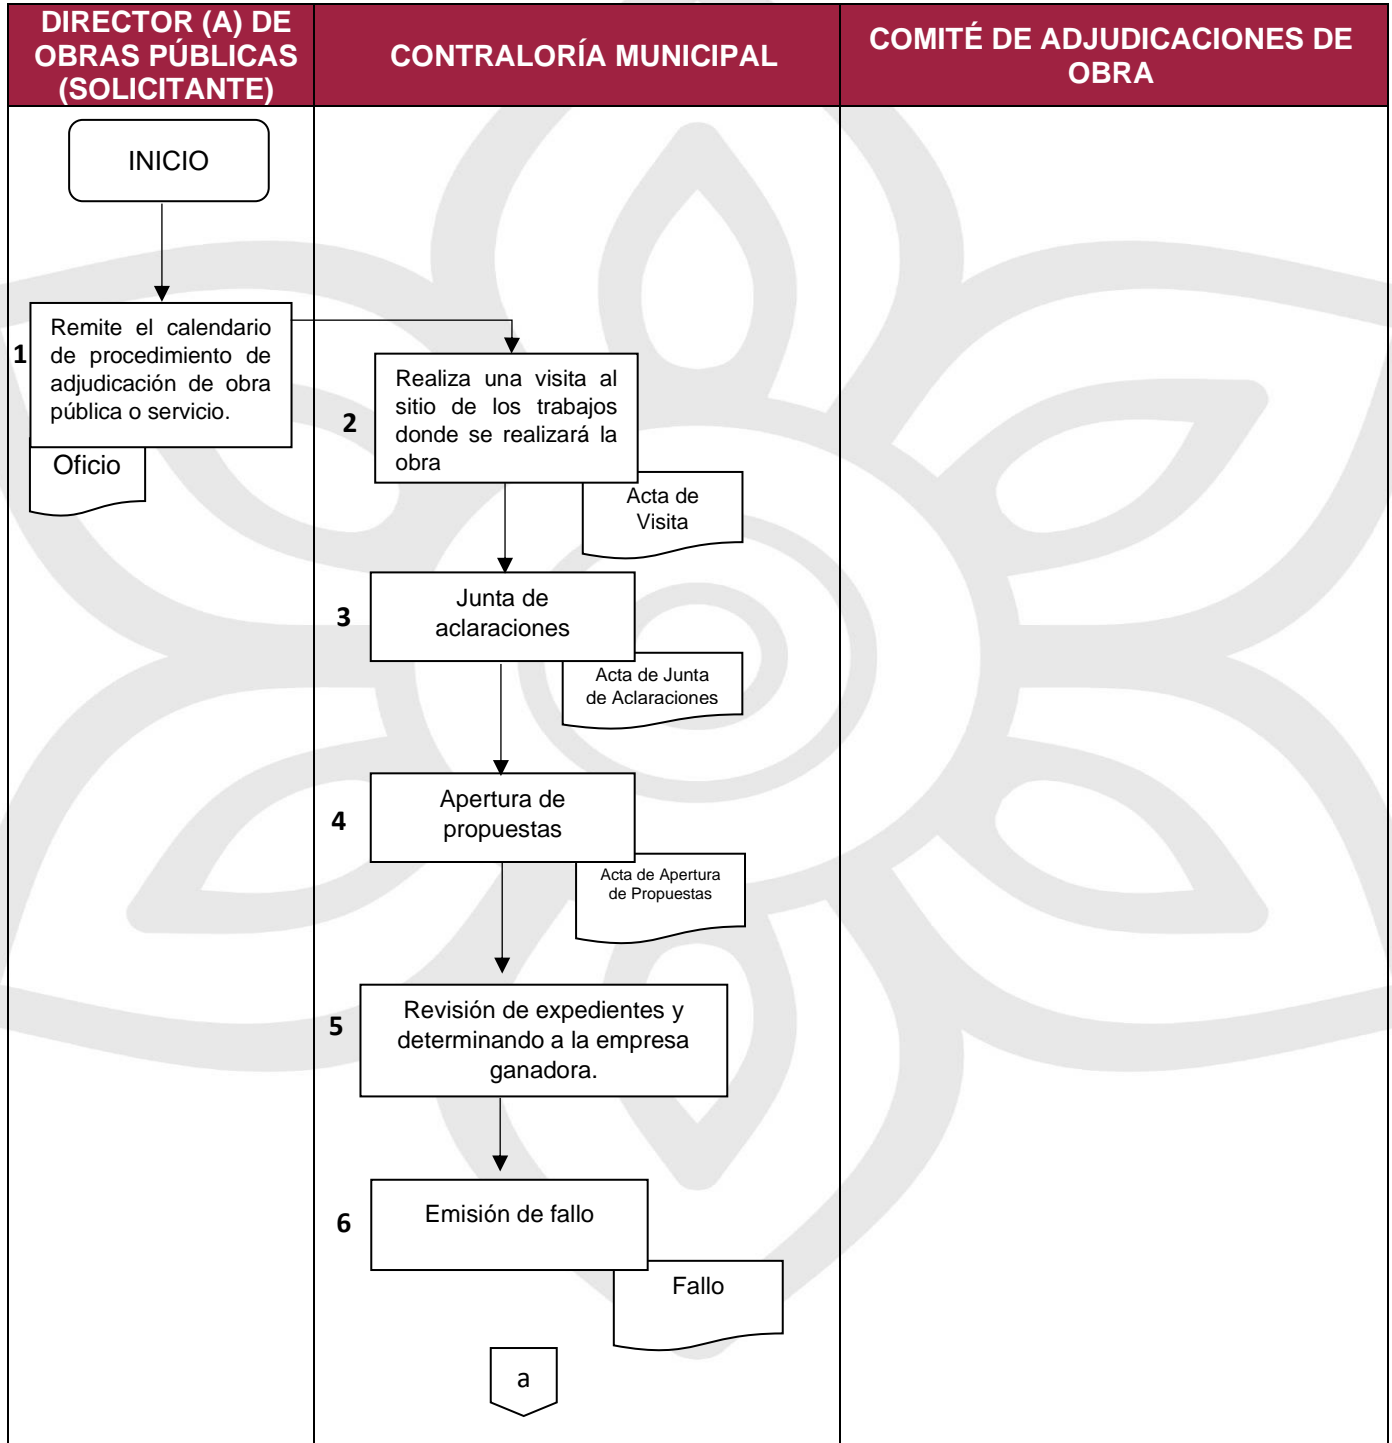 DIRECTOR (A) DE
OBRAS PÚBLICAS
(SOLICITANTE)
CONTRALORÍA MUNICIPAL
COMITÉ DE ADJUDICACIONES DE
OBRA
INICIO
1
Remite el calendario
de procedimiento de
adjudicación de obra
pública o servicio.
Oficio
2
Realiza una visita al
sitio de los trabajos
donde se realizará la
obra
Acta de
Visita
3
Junta de
aclaraciones
Acta de Junta
de Aclaraciones
4
Apertura de
propuestas
Acta de Apertura
de Propuestas
5
Revisión de expedientes y
determinando a la empresa
ganadora.
6
Emisión de fallo
Fallo
a